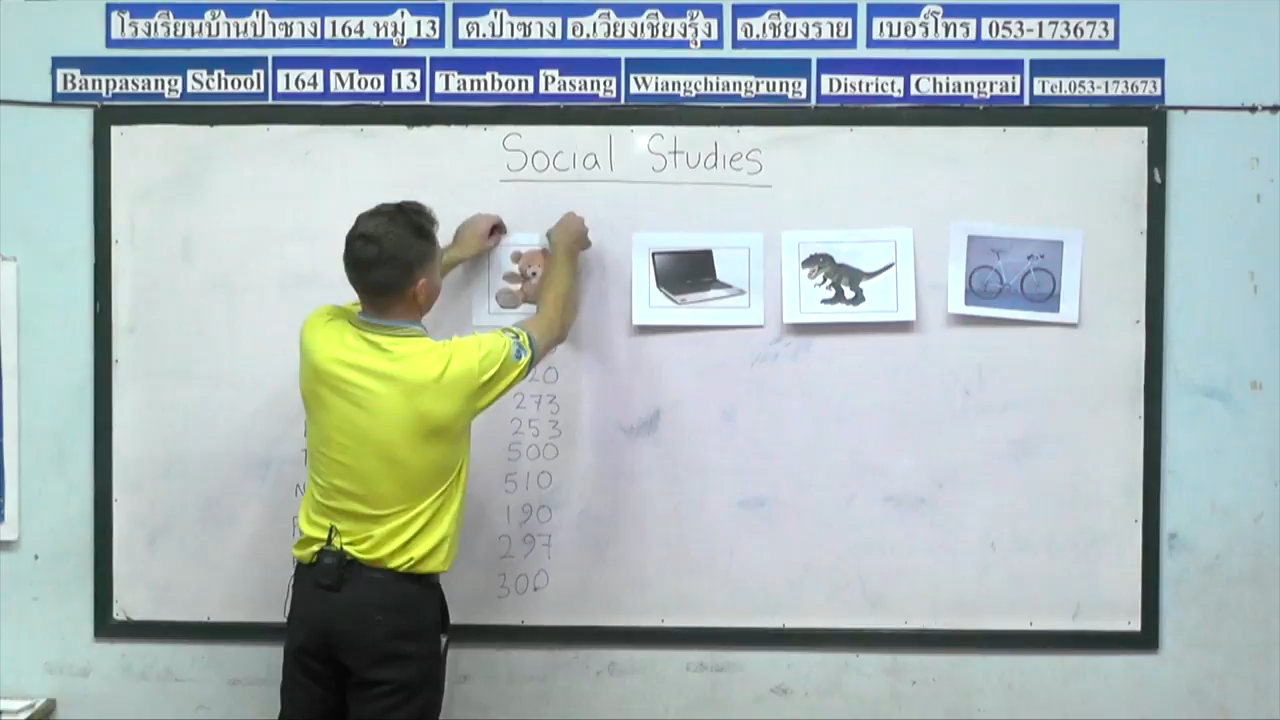 โรงเรียนบ้านป่าซาง 164 หมู่ 13 ต.ป่าซาง อ.เวียงเชียงรุ้ง จ.เชียงราย เบอร์โทร 053-173673
Banpasang School 164 Moo 13 Tambon Pasang Wiangchiangrung District, Chiangrai Tel.053-173673
Social Studies
20
273
253
500
N 510
190
297
300